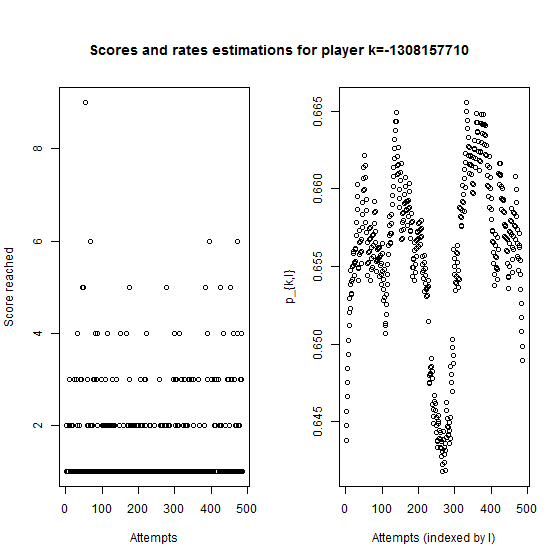 Scores and rates estimations for player k=-1308157710
Score reached
8
6
4
2
0 100 200 300 400 500
Attempts
p_{k,l}
0.665
0.660
0.655
0.650
0.645
0 100 200 300 400 500
Attempts (indexed by l)